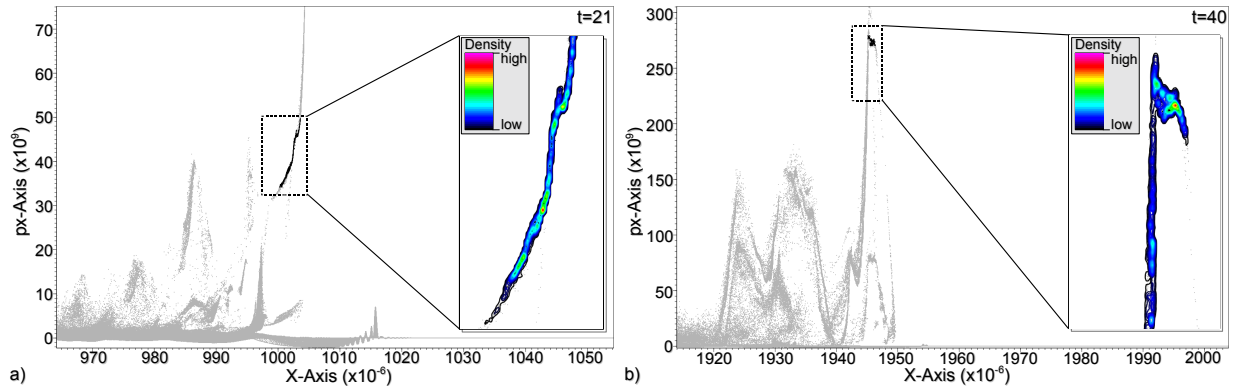 t=21
px-Axis (x10⁹)
70
60
50
40
30
20
10
0
Density
high
low
970 980 990 1000 1010 1020 1030 1040 1050
X-Axis (x10⁻⁶)
a)
t=40
px-Axis (x10⁹)
300
250
200
150
100
50
0
Density
high
low
1920 1930 1940 1950 1960 1970 1980 1990 2000
X-Axis (x10⁻⁶)
b)